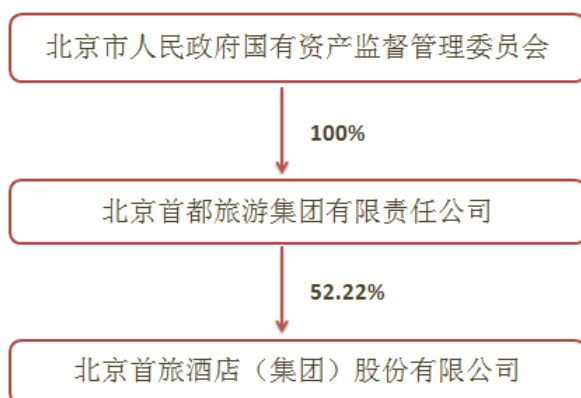 北京市人民政府国有资产监督管理委员会
100%
北京首都旅游集团有限责任公司
52.22%
北京首旅酒店（集团）股份有限公司